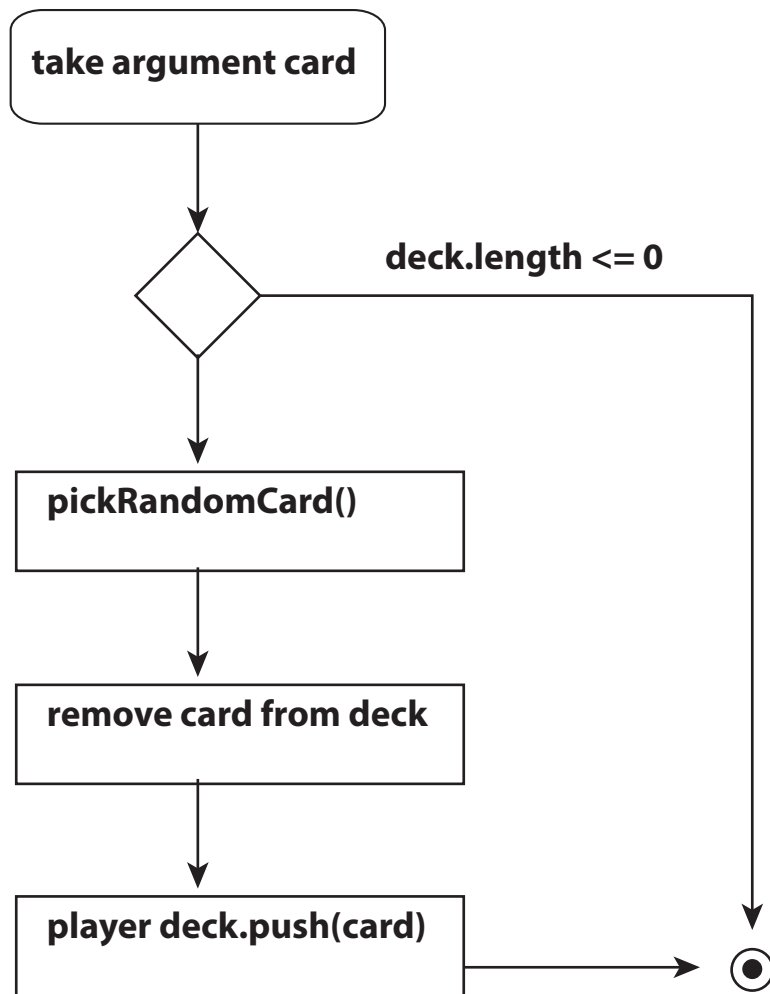 take argument card
deck.length <= 0
pickRandomCard()
remove card from deck
player deck.push(card)